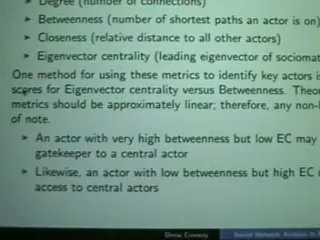 Degree (number of connections)
Betweenness (number of shortest paths an actor is on)
Closeness (relative distance to all other actors)
Eigenvector centrality (leading eigenvector of sociomat
One method for using these metrics to identify key actors is
scores for Eigenvector centrality versus Betweenness. Theo
metrics should be approximately linear; therefore, any non-l
of note.
An actor with very high betweenness but low EC may
gatekeeper to a central actor
Likewise, an actor with low betweenness but high EC
access to central actors
Drew Conway Social Network Analysis in R